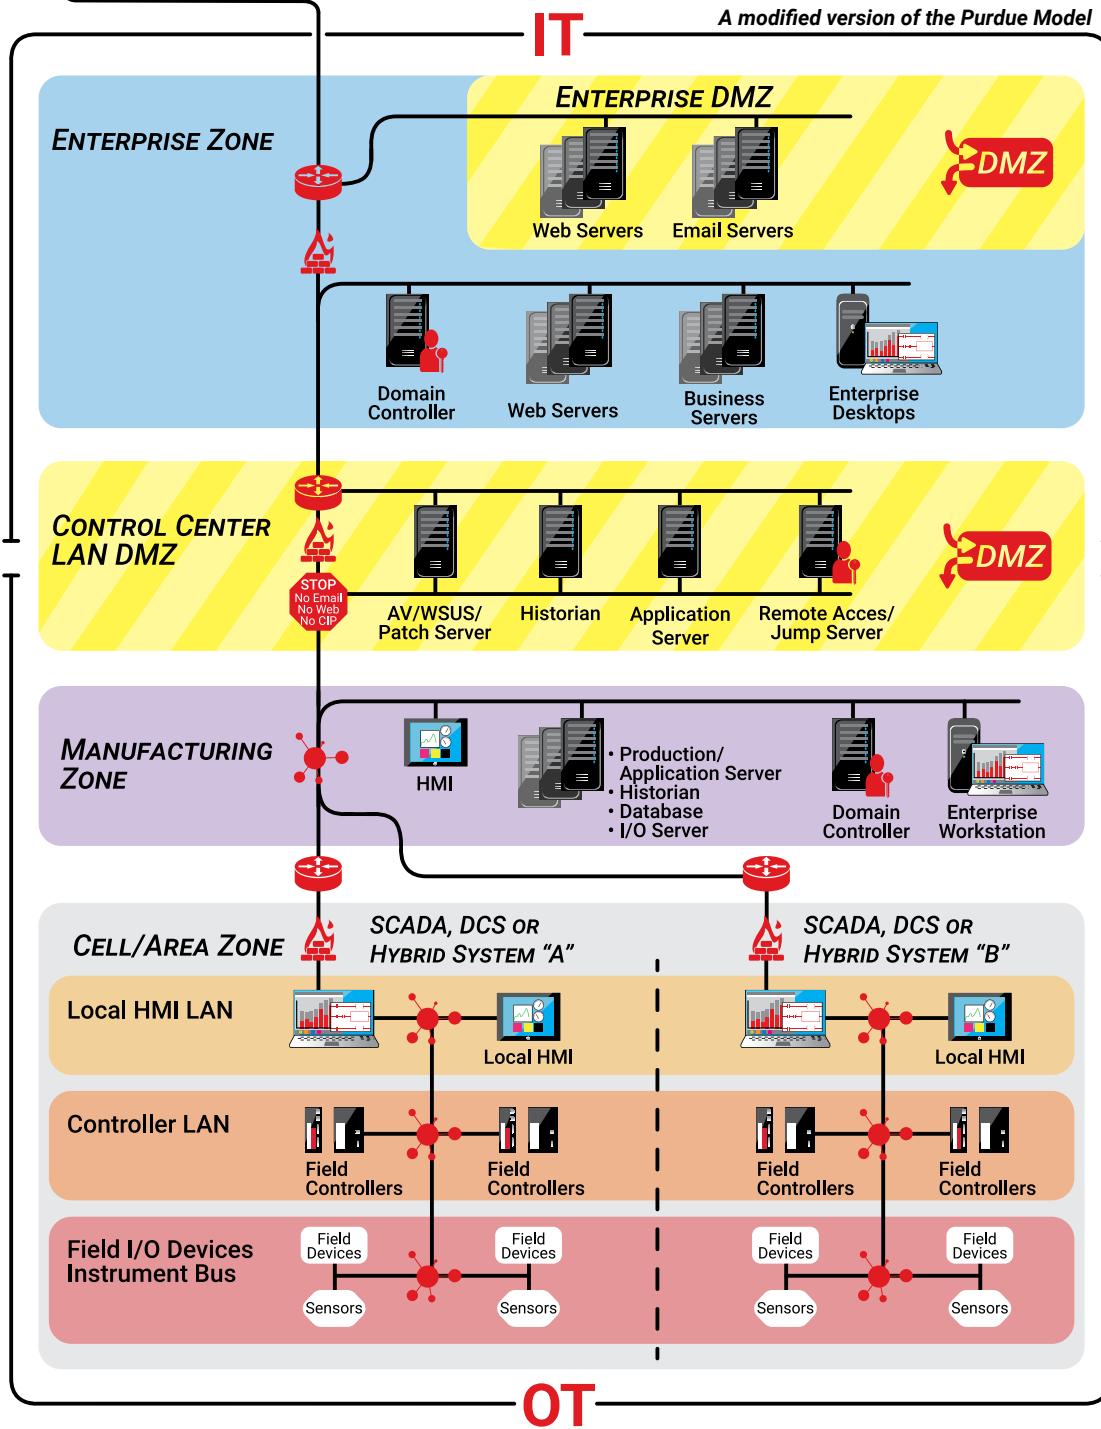 A modified version of the Purdue Model
IT
ENTERPRISE ZONE
ENTERPRISE DMZ
DMZ
Web Servers
Email Servers
Domain
Controller
Web Servers
Business
Servers
Enterprise
Desktops
CONTROL CENTER
LAN DMZ
STOP
No Email
No Web
No CIP
DMZ
AV/WSUS/
Patch Server
Historian
Application
Server
Remote Acces/
Jump Server
MANUFACTURING
ZONE
HMI
• Production/
Application Server
• Historian
• Database
• I/O Server
Domain
Controller
Enterprise
Workstation
CELL/AREA ZONE
SCADA, DCS OR
HYBRID SYSTEM “A”
SCADA, DCS OR
HYBRID SYSTEM “B”
Local HMI LAN
Local HMI
Local HMI
Controller LAN
Field
Controllers
Field
Controllers
Field
Controllers
Field
Controllers
Field I/O Devices
Instrument Bus
Field
Devices
Field
Devices
Field
Devices
Field
Devices
Sensors
Sensors
Sensors
Sensors
OT